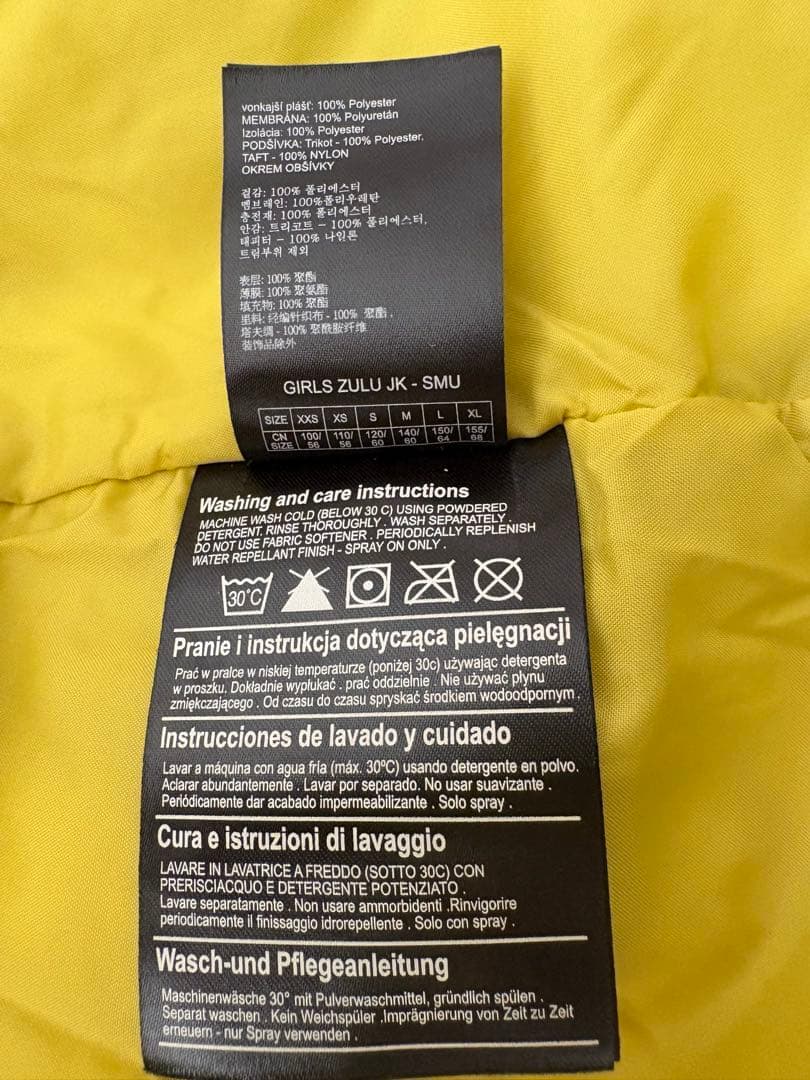 vonkajší plášť: 100% Polyester
MEMBRÁNA: 100% Polyuretán
Izolácia: 100% Polyester
PODŠÍVKA: Trikot - 100% Polyester.
TAFT - 100% NYLON
OKREM OBŠÍVKY
겉감: 100% 폴리에스터
멤브레인: 100%폴리우레탄
충전재: 100% 폴리에스터
안감: 트리코트 – 100% 폴리에스터.
태피터 – 100% 나일론
트림부위 제외
表层: 100% 聚酯
薄膜: 100% 聚氨酯
填充物: 100% 聚酯
里料: 经编针织布 - 100% 聚酯 .
塔夫绸 - 100% 聚酰胺纤维
装饰品除外
GIRLS ZULU JK - SMU
SIZE XXS XS S M L XL
CN SIZE 100/56 110/56 120/60 140/60 150/64 155/68
Washing and care instructions
MACHINE WASH COLD (BELOW 30 C) USING POWDERED
DETERGENT. RINSE THOROUGHLY . WASH SEPARATELY .
DO NOT USE FABRIC SOFTENER . PERIODICALLY REPLENISH
WATER REPELLANT FINISH - SPRAY ON ONLY .
30°C
Pranie i instrukcja dotycząca pielęgnacji
Prać w pralce w niskiej temperaturze (poniżej 30c) używając detergenta
w proszku. Dokładnie wypłukać . prać oddzielnie . Nie używać płynu
zmiękczającego . Od czasu do czasu spryskać środkiem wodoodpornym .
Instrucciones de lavado y cuidado
Lavar a máquina con agua fría (máx. 30ºC) usando detergente en polvo.
Aclarar abundantemente . Lavar por separado. No usar suavizante .
Periódicamente dar acabado impermeabilizante . Solo spray .
Cura e istruzioni di lavaggio
LAVARE IN LAVATRICE A FREDDO (SOTTO 30C) CON
PRERISCIACQUO E DETERGENTE POTENZIATO .
Lavare separatamente . Non usare ammorbidenti .Rinvigorire
periodicamente il finissaggio idrorepellente . Solo con spray .
Wasch-und Pflegeanleitung
Maschinenwäsche 30° mit Pulverwaschmittel, gründlich spülen .
Separat waschen . Kein Weichspüler .Imprägnierung von Zeit zu Zeit
erneuern - nur Spray verwenden .